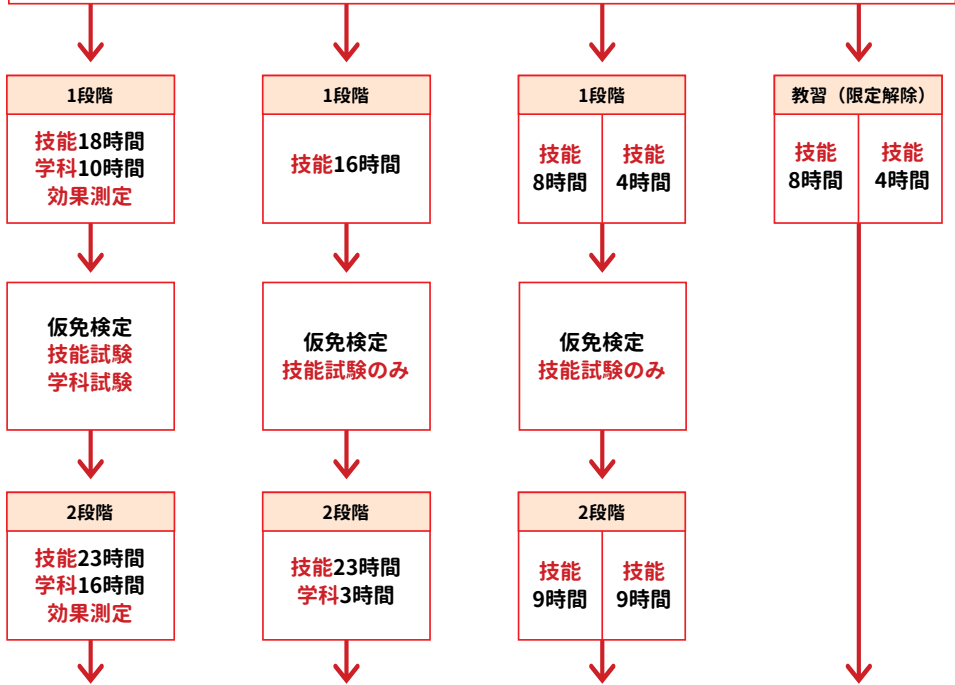 1段階
技能18時間
学科10時間
効果測定
1段階
技能16時間
1段階
技能
8時間
技能
4時間
教習（限定解除）
技能
8時間
技能
4時間
仮免検定
技能試験
学科試験
仮免検定
技能試験のみ
仮免検定
技能試験のみ
2段階
技能23時間
学科16時間
効果測定
2段階
技能23時間
学科3時間
2段階
技能
9時間
技能
9時間